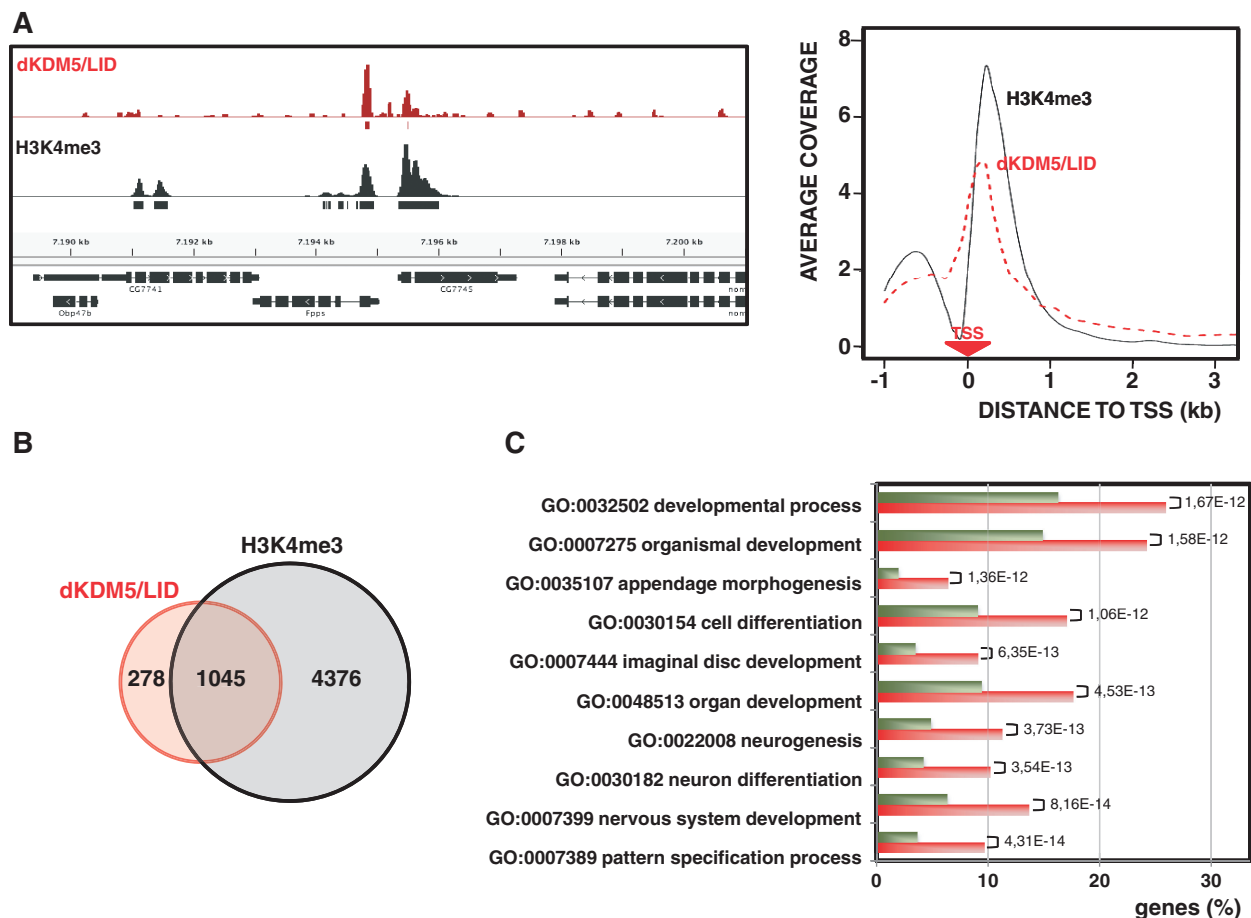 A
dKDM5/LID
H3K4me3
7.190 kb 7.192 kb 7.194 kb 7.196 kb 7.198 kb 7.200 kb
CG7741 CG7745 non
Obp47b Fpps non
8
6
4
2
0
AVERAGE COVERAGE
H3K4me3
dKDM5/LID
TSS
-1 0 1 2 3
DISTANCE TO TSS (kb)
B
H3K4me3
dKDM5/LID
278 1045 4376
C
GO:0032502 developmental process 1,67E-12
GO:0007275 organismal development 1,58E-12
GO:0035107 appendage morphogenesis 1,36E-12
GO:0030154 cell differentiation 1,06E-12
GO:0007444 imaginal disc development 6,35E-13
GO:0048513 organ development 4,53E-13
GO:0022008 neurogenesis 3,73E-13
GO:0030182 neuron differentiation 3,54E-13
GO:0007399 nervous system development 8,16E-14
GO:0007389 pattern specification process 4,31E-14
0 10 20 30
genes (%)